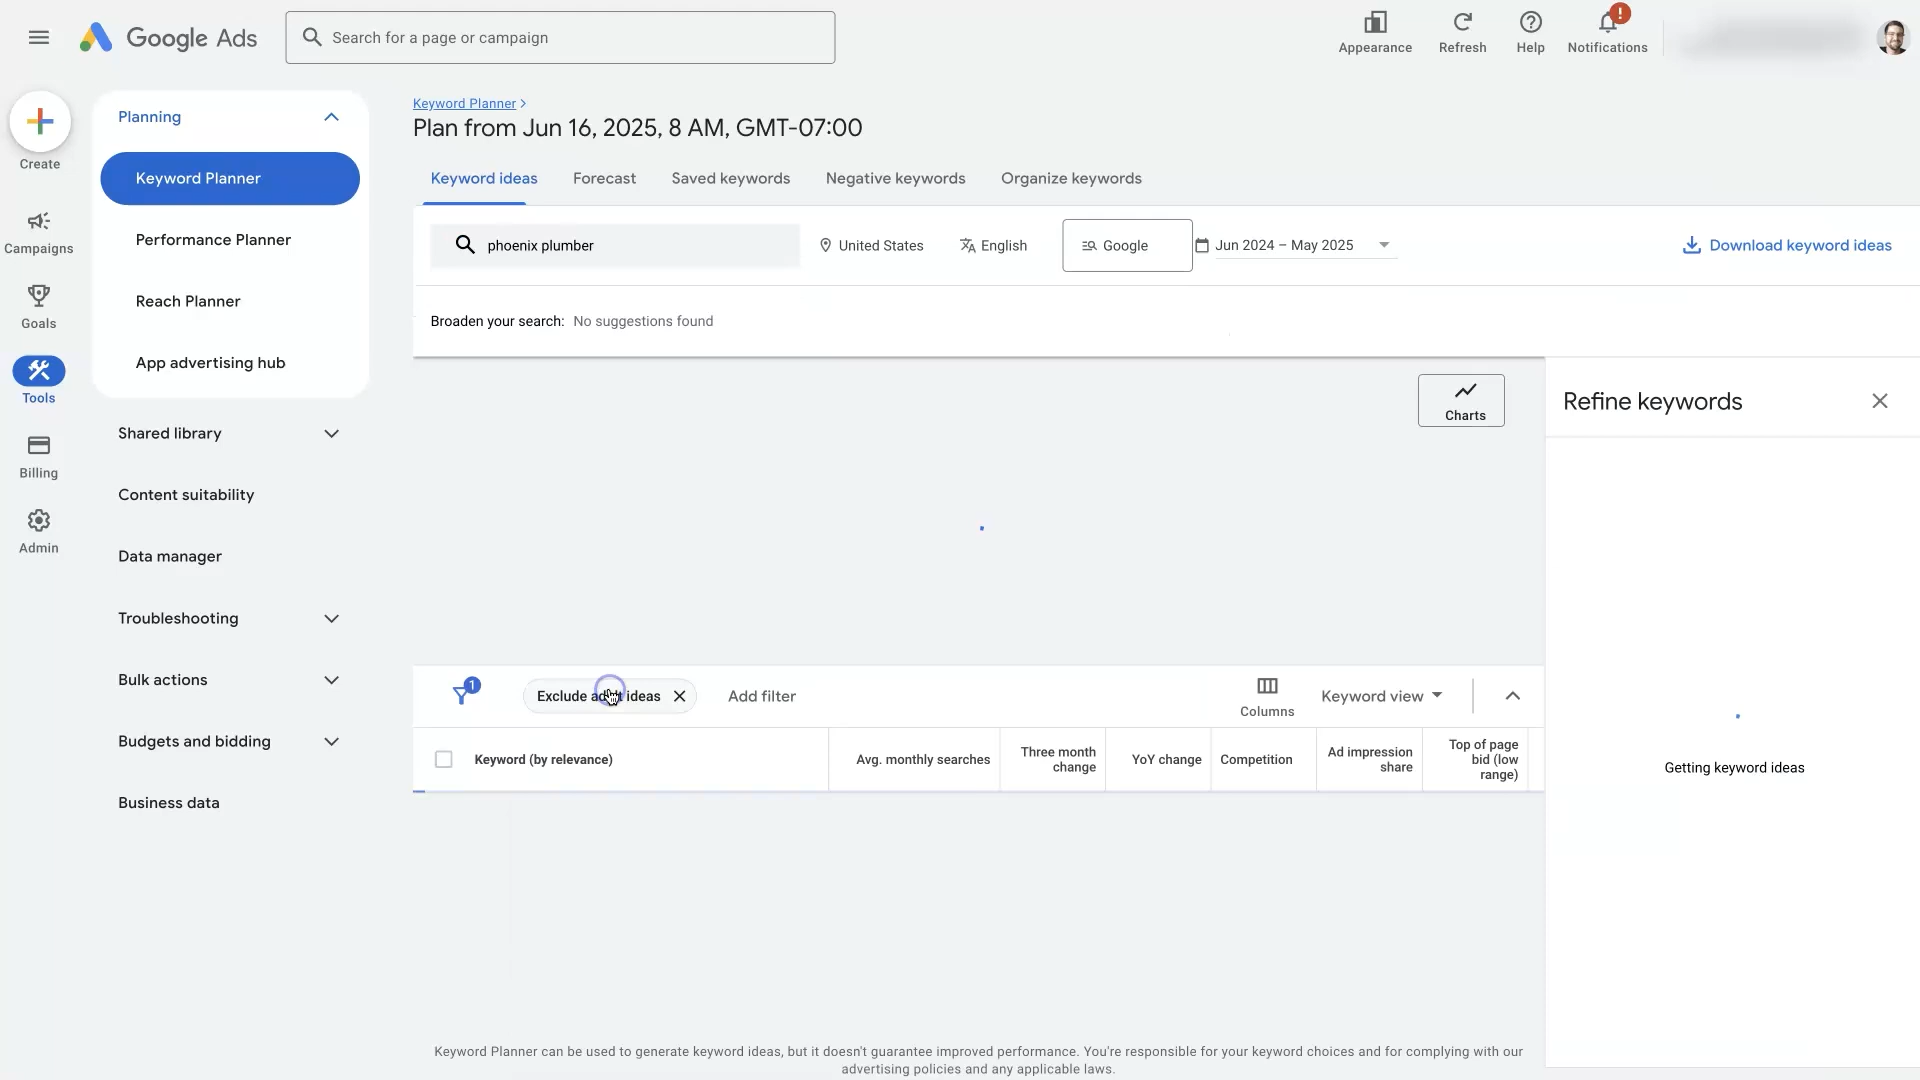 Google Ads
Search for a page or campaign
Appearance
Refresh
Help
!
Notifications
Create
Campaigns
Goals
Tools
Billing
Admin
Planning
Keyword Planner
Performance Planner
Reach Planner
App advertising hub
Shared library
Content suitability
Data manager
Troubleshooting
Bulk actions
Budgets and bidding
Business data
Keyword Planner >
Plan from Jun 16, 2025, 8 AM, GMT-07:00
Keyword ideas Forecast Saved keywords Negative keywords Organize keywords
phoenix plumber United States English Google Jun 2024 – May 2025 Download keyword ideas
Broaden your search: No suggestions found
Charts
Refine keywords
Getting keyword ideas
1
Exclude adult ideas Add filter
Columns
Keyword view
Keyword (by relevance)
Avg. monthly searches
Three month
change
YoY change
Competition
Ad impression
share
Top of page
bid (low
range)
Keyword Planner can be used to generate keyword ideas, but it doesn't guarantee improved performance. You're responsible for your keyword choices and for complying with our
advertising policies and any applicable laws.